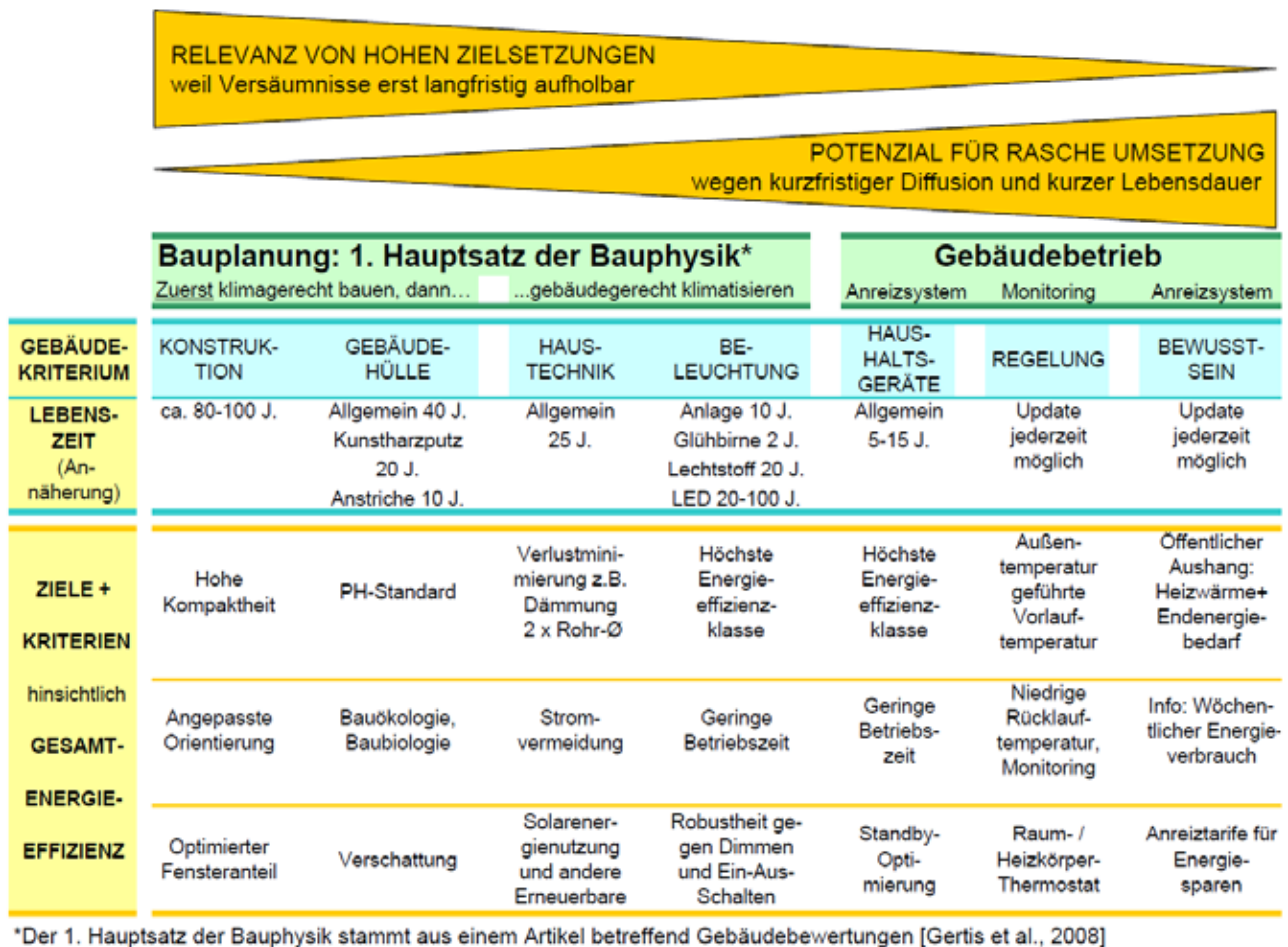 RELEVANZ VON HOHEN ZIELSETZUNGEN
weil Versäumnisse erst langfristig aufholbar
POTENZIAL FÜR RASCHE UMSETZUNG
wegen kurzfristiger Diffusion und kurzer Lebensdauer
Bauplanung: 1. Hauptsatz der Bauphysik*
Zuerst klimagerecht bauen, dann…
...gebäudegerecht klimatisieren
Gebäudebetrieb
Anreizsystem
Monitoring
Anreizsystem
GEBÄUDE-
KRITERIUM
KONSTRUK-
TION
GEBÄUDE-
HÜLLE
HAUS-
TECHNIK
BE-
LEUCHTUNG
HAUS-
HALTS-
GERÄTE
REGELUNG
BEWUSST-
SEIN
LEBENS-
ZEIT
(An-
näherung)
ca. 80-100 J.
Allgemein 40 J.
Kunstharzputz
20 J.
Anstriche 10 J.
Allgemein
25 J.
Anlage 10 J.
Glühbirne 2 J.
Lechtstoff 20 J.
LED 20-100 J.
Allgemein
5-15 J.
Update
jederzeit
möglich
Update
jederzeit
möglich
ZIELE +
KRITERIEN
hinsichtlich
GESAMT-
ENERGIE-
EFFIZIENZ
Hohe
Kompaktheit
PH-Standard
Verlustmini-
mierung z.B.
Dämmung
2 x Rohr-Ø
Höchste
Energie-
effizienz-
klasse
Höchste
Energie-
effizienz-
klasse
Außen-
temperatur
geführte
Vorlauf-
temperatur
Öffentlicher
Aushang:
Heizwärme+
Endenergie-
bedarf
Angepasste
Orientierung
Bauökologie,
Baubiologie
Strom-
vermeidung
Geringe
Betriebszeit
Geringe
Betriebs-
zeit
Niedrige
Rücklauf-
temperatur,
Monitoring
Info: Wöchen-
tlicher Energie-
verbrauch
Optimierter
Fensteranteil
Verschattung
Solarener-
gienutzung
und andere
Erneuerbare
Robustheit ge-
gen Dimmen
und Ein-Aus-
Schalten
Standby-
Opti-
mierung
Raum- /
Heizkörper-
Thermostat
Anreiztarife für
Energie-
sparen
*Der 1. Hauptsatz der Bauphysik stammt aus einem Artikel betreffend Gebäudebewertungen [Gertis et al., 2008]